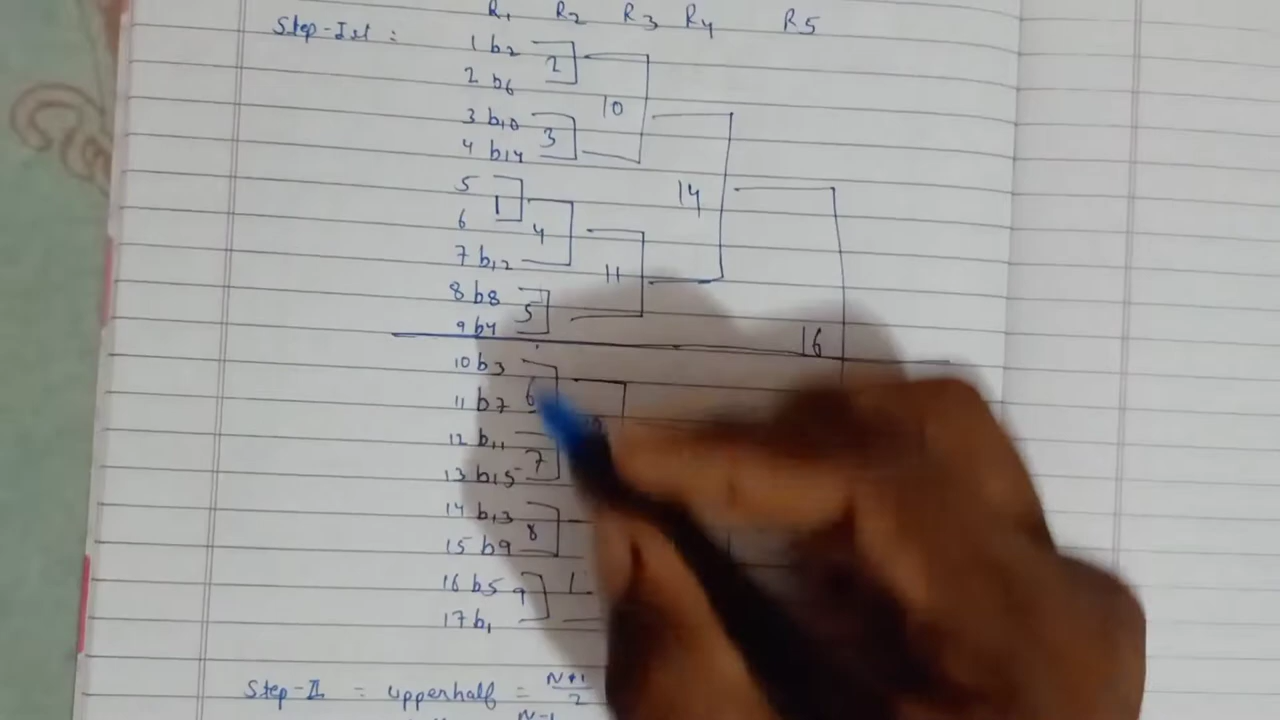 R1 R2 R3 R4 R5
Step-Ist :
1 b2
2
2 b6
10
3 b10
3
4 b14
14
5
1
6
4
7 b12
11
8 b8
5
9 b4
16
10 b3
6
11 b7
12 b11
7
13 b15
14 b13
8
15 b9
16 b5
9
17 b1
Step-II = upperhalf = N+1/2
N-1